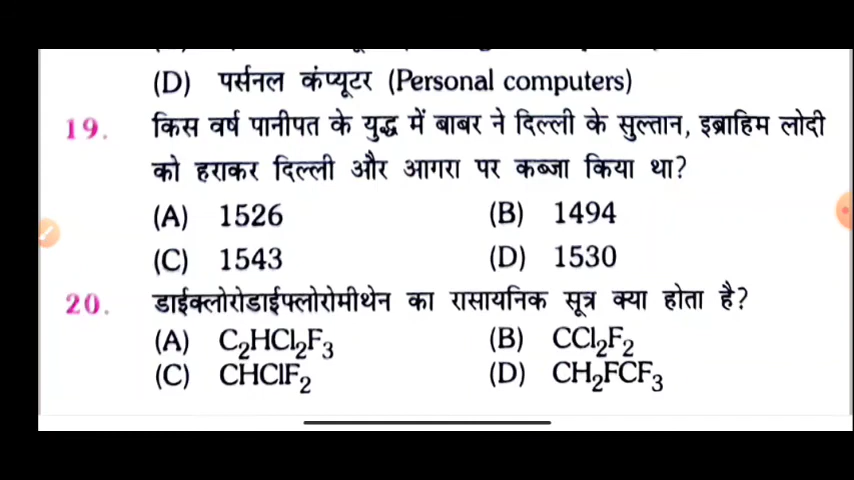 (D) पर्सनल कंप्यूटर (Personal computers)
19. किस वर्ष पानीपत के युद्ध में बाबर ने दिल्ली के सुल्तान, इब्राहिम लोदी
को हराकर दिल्ली और आगरा पर कब्जा किया था?
(A) 1526 (B) 1494
(C) 1543 (D) 1530
20. डाईक्लोरोडाईफ्लोरोमीथेन का रासायनिक सूत्र क्या होता है?
(A) C₂HCl₂F₃ (B) CCl₂F₂
(C) CHClF₂ (D) CH₂FCF₃